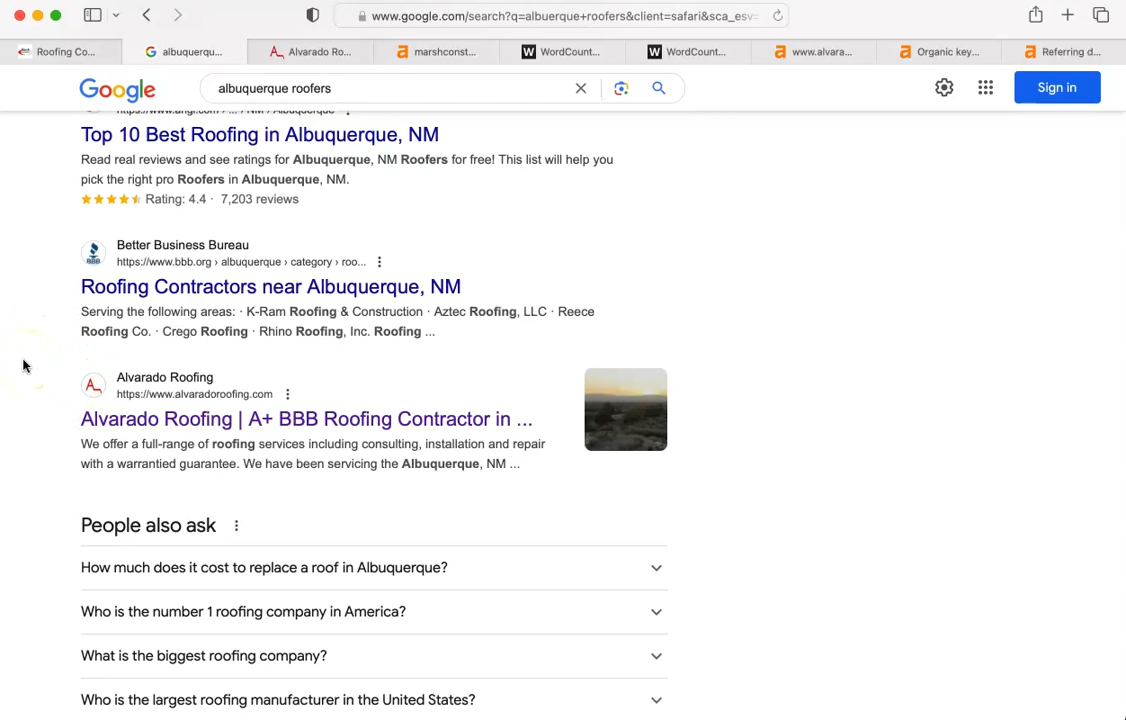 www.google.com/search?q=albuerque+roofers&client=safari&sca_esv=
Roofing Co...
albuquerqu...
Alvarado Ro...
marshconst...
WordCount...
WordCount...
www.alvara...
Organic key...
Referring d...
Google
albuquerque roofers
Sign in
https://www.angi.com › ... › NM › Albuquerque
Top 10 Best Roofing in Albuquerque, NM
Read real reviews and see ratings for Albuquerque, NM Roofers for free! This list will help you
pick the right pro Roofers in Albuquerque, NM.
Rating: 4.4 · 7,203 reviews
Better Business Bureau
https://www.bbb.org › albuquerque › category › roo...
Roofing Contractors near Albuquerque, NM
Serving the following areas: · K-Ram Roofing & Construction · Aztec Roofing, LLC · Reece
Roofing Co. · Crego Roofing · Rhino Roofing, Inc. Roofing ...
Alvarado Roofing
https://www.alvaradoroofing.com
Alvarado Roofing | A+ BBB Roofing Contractor in ...
We offer a full-range of roofing services including consulting, installation and repair
with a warrantied guarantee. We have been servicing the Albuquerque, NM ...
People also ask
How much does it cost to replace a roof in Albuquerque?
Who is the number 1 roofing company in America?
What is the biggest roofing company?
Who is the largest roofing manufacturer in the United States?